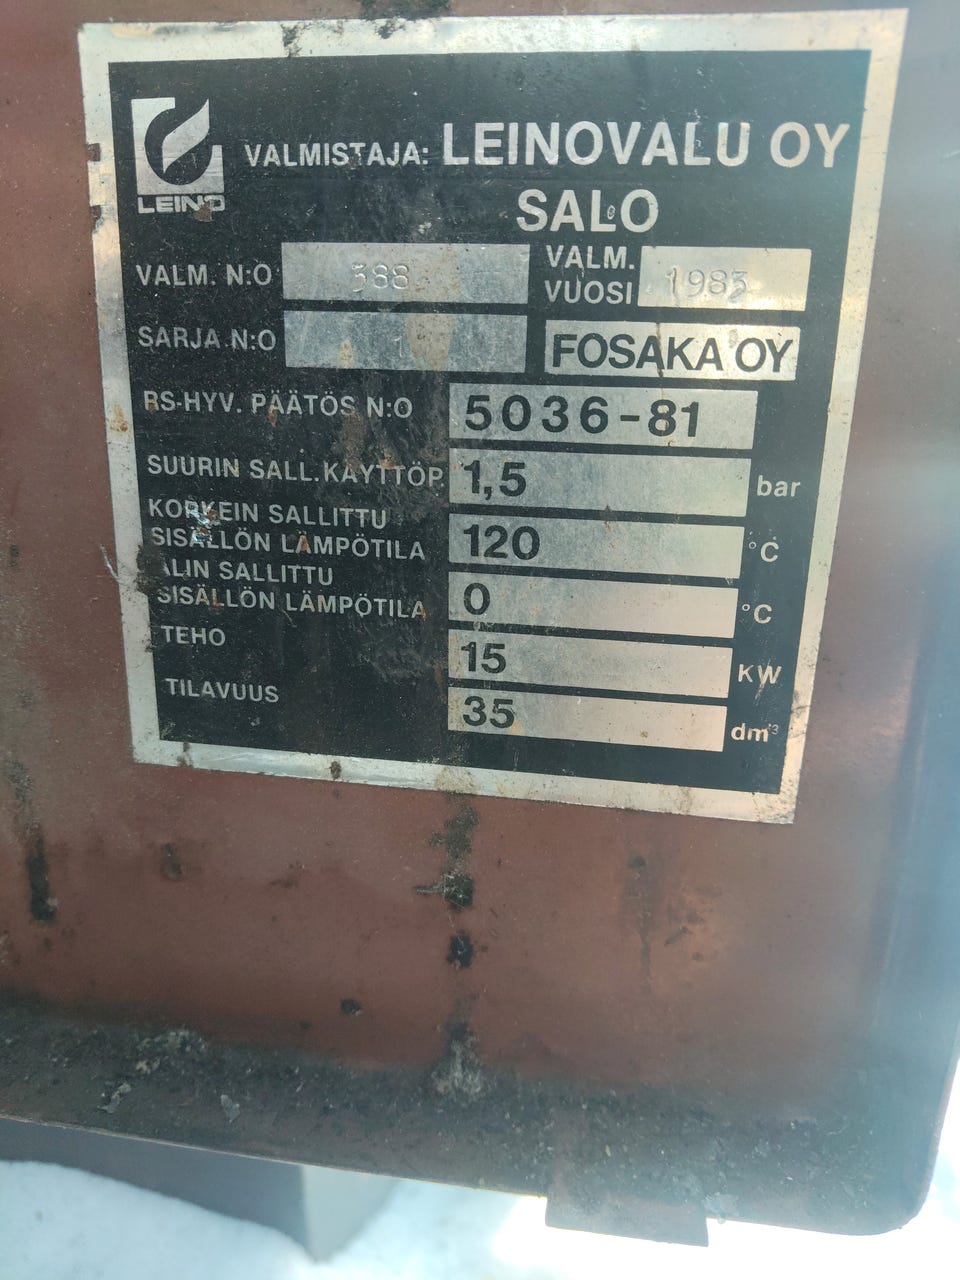 LEINO
VALMISTAJA: LEINOVALU OY
SALO
VALM. N:O 388
VALM. VUOSI 1983
SARJA N:O 1
FOSAKA OY
RS-HYV. PÄÄTÖS N:O 5036-81
SUURIN SALL. KÄYTTÖP. 1,5 bar
KORKEIN SALLITTU
SISÄLLÖN LÄMPÖTILA 120 °C
ALIN SALLITTU
SISÄLLÖN LÄMPÖTILA 0 °C
TEHO 15 KW
TILAVUUS 35 dm³